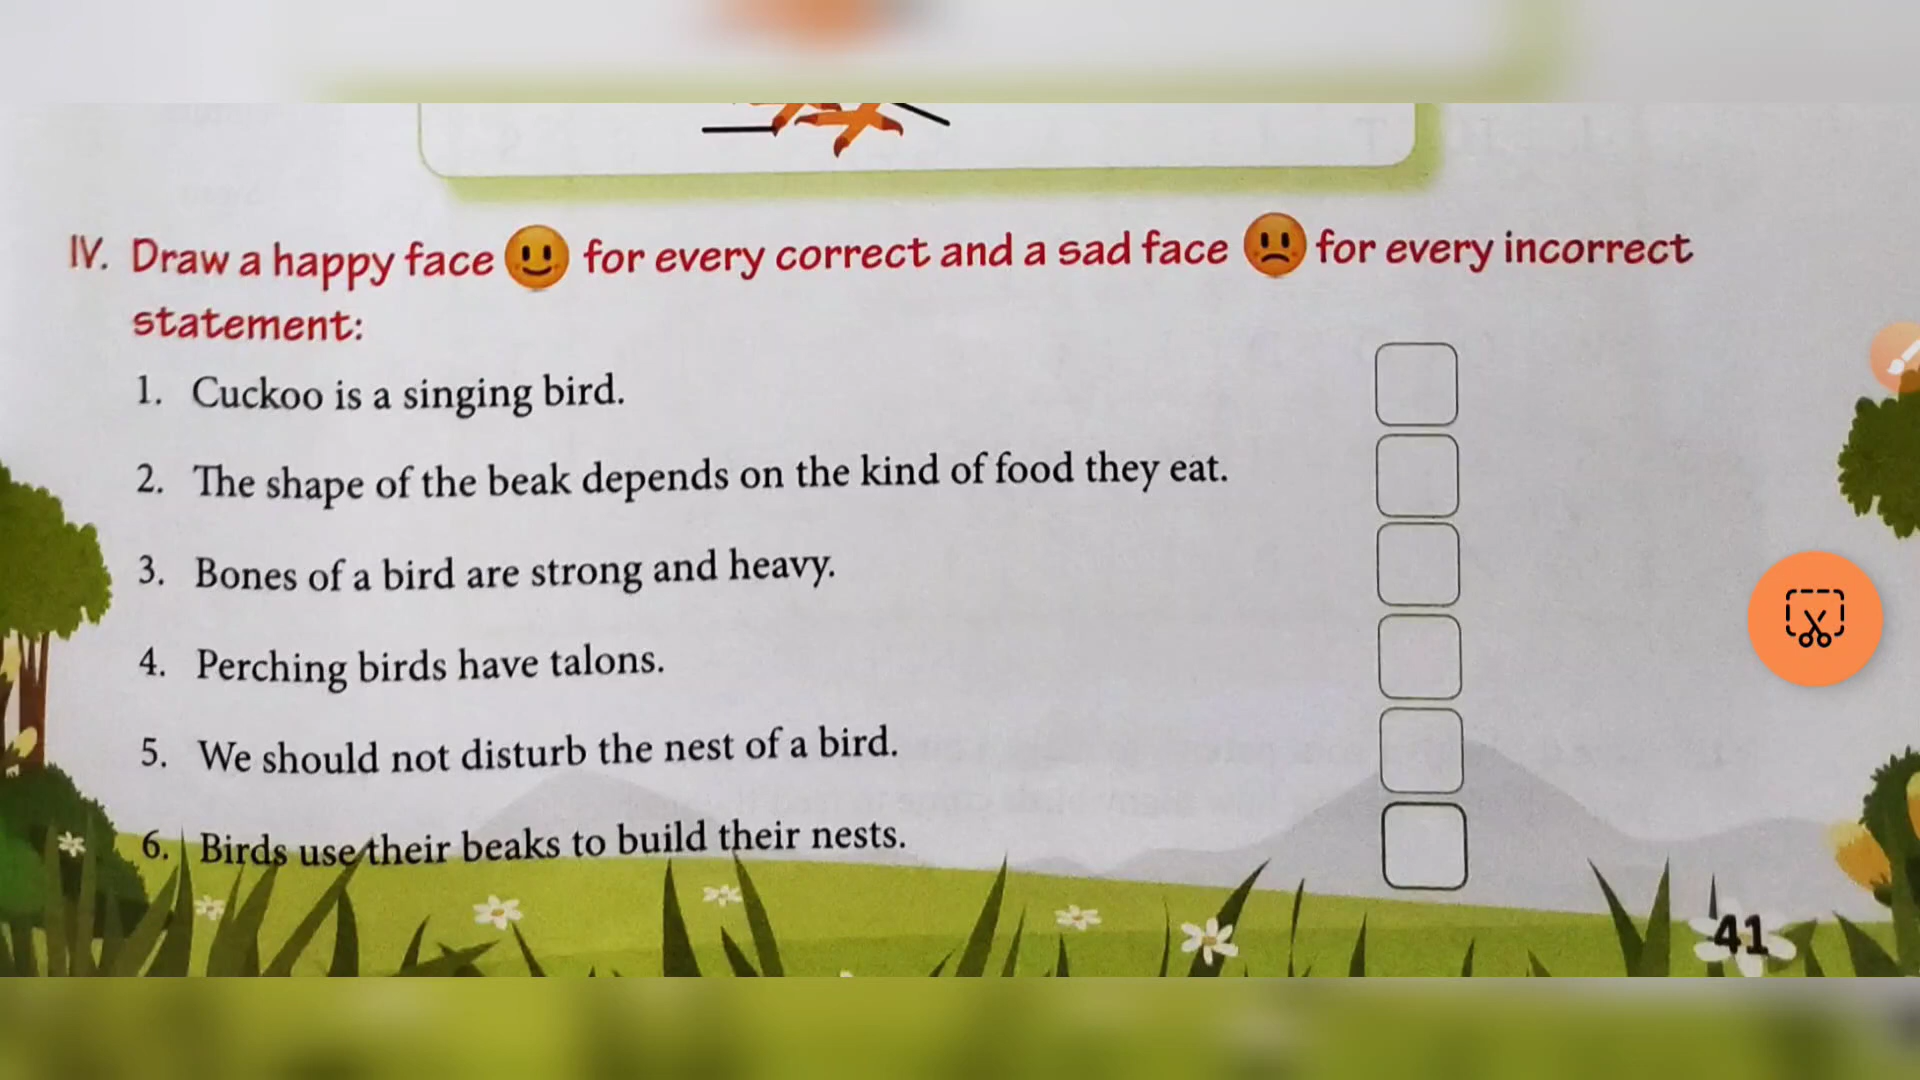 IV. Draw a happy face for every correct and a sad face for every incorrect
statement:
1. Cuckoo is a singing bird.
2. The shape of the beak depends on the kind of food they eat.
3. Bones of a bird are strong and heavy.
4. Perching birds have talons.
5. We should not disturb the nest of a bird.
6. Birds use their beaks to build their nests.
41